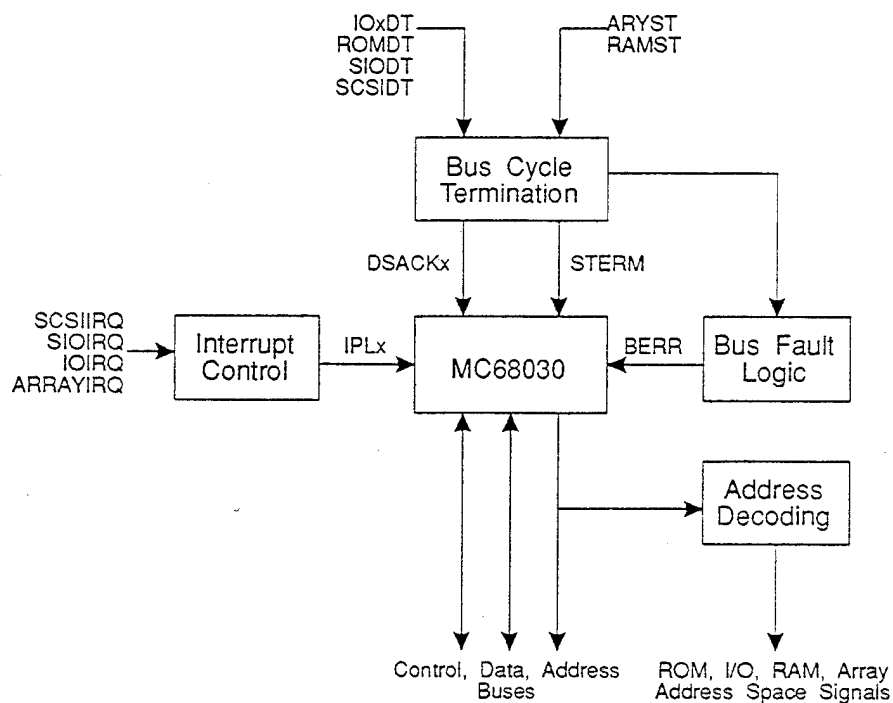 IOxDT
ROMDT
SIODT
SCSIDT
ARYST
RAMST
Bus Cycle
Termination
DSACKx
STERM
SCSIIRQ
SIOIRQ
IOIRQ
ARRAYIRQ
Interrupt
Control
IPLx
MC68030
BERR
Bus Fault
Logic
Address
Decoding
Control, Data, Address
Buses
ROM, I/O, RAM, Array
Address Space Signals